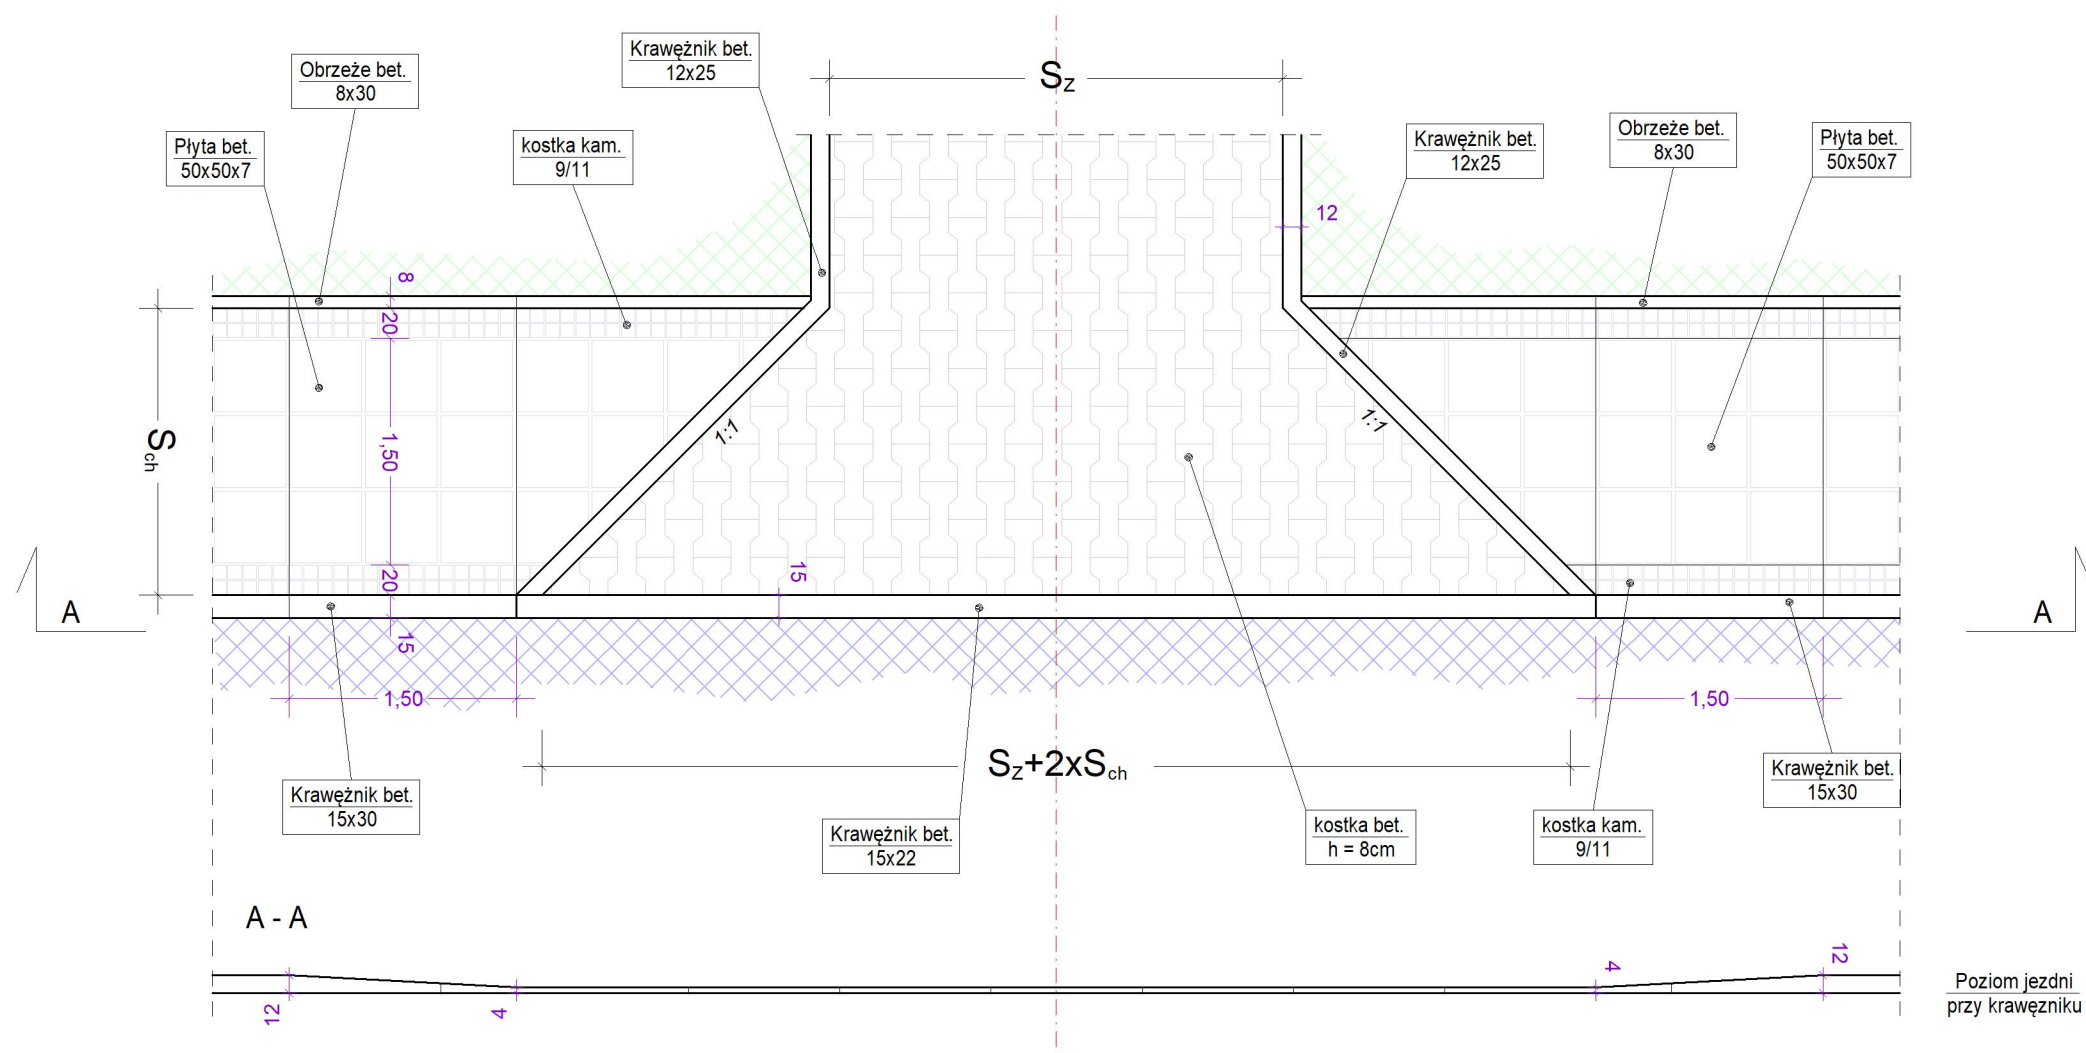 Krawężnik bet.
12x25
Sz
Obrzeże bet.
8x30
Płyta bet.
50x50x7
kostka kam.
9/11
Krawężnik bet.
12x25
Obrzeże bet.
8x30
Płyta bet.
50x50x7
12
8
20
1,50
20
15
Sch
1:1
1:1
15
A
A
1,50
1,50
Sz+2xSch
Krawężnik bet.
15x30
Krawężnik bet.
15x22
kostka bet.
h = 8cm
kostka kam.
9/11
Krawężnik bet.
15x30
A - A
12
4
4
12
Poziom jezdni
przy krawęzniku